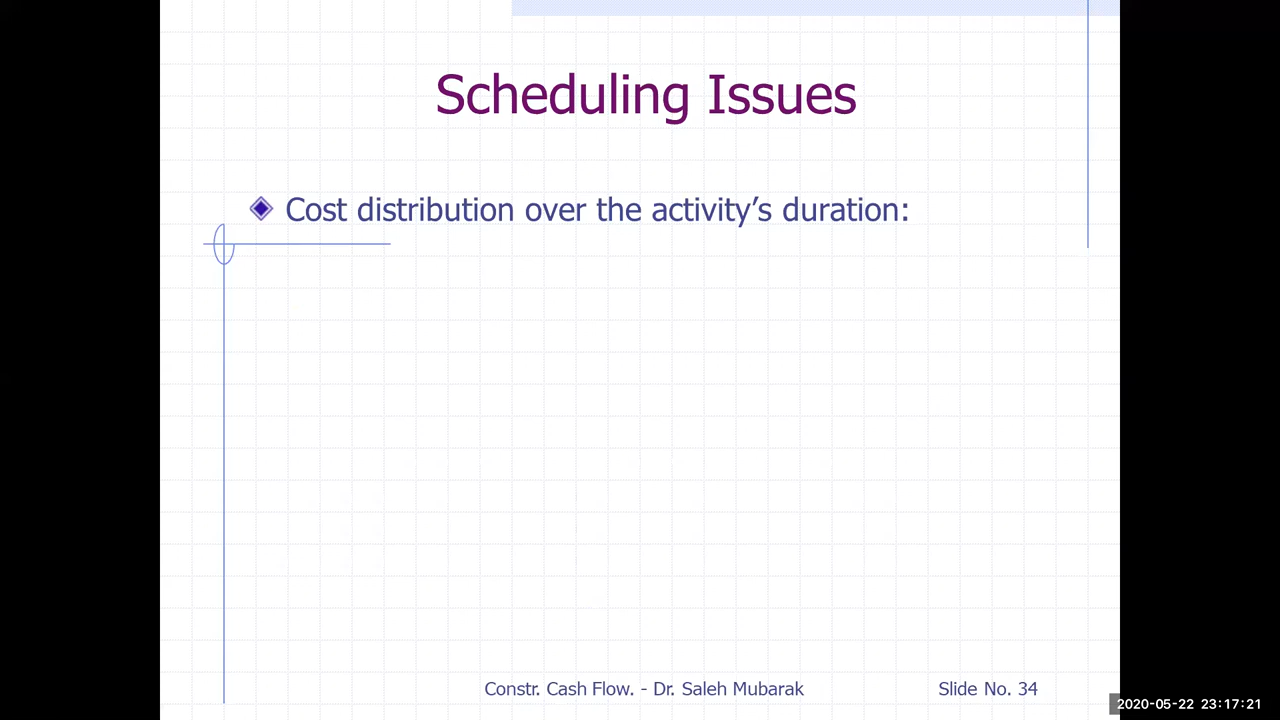 Scheduling Issues
Cost distribution over the activity’s duration:
Constr. Cash Flow. - Dr. Saleh Mubarak
Slide No. 34
2020-05-22 23:17:21